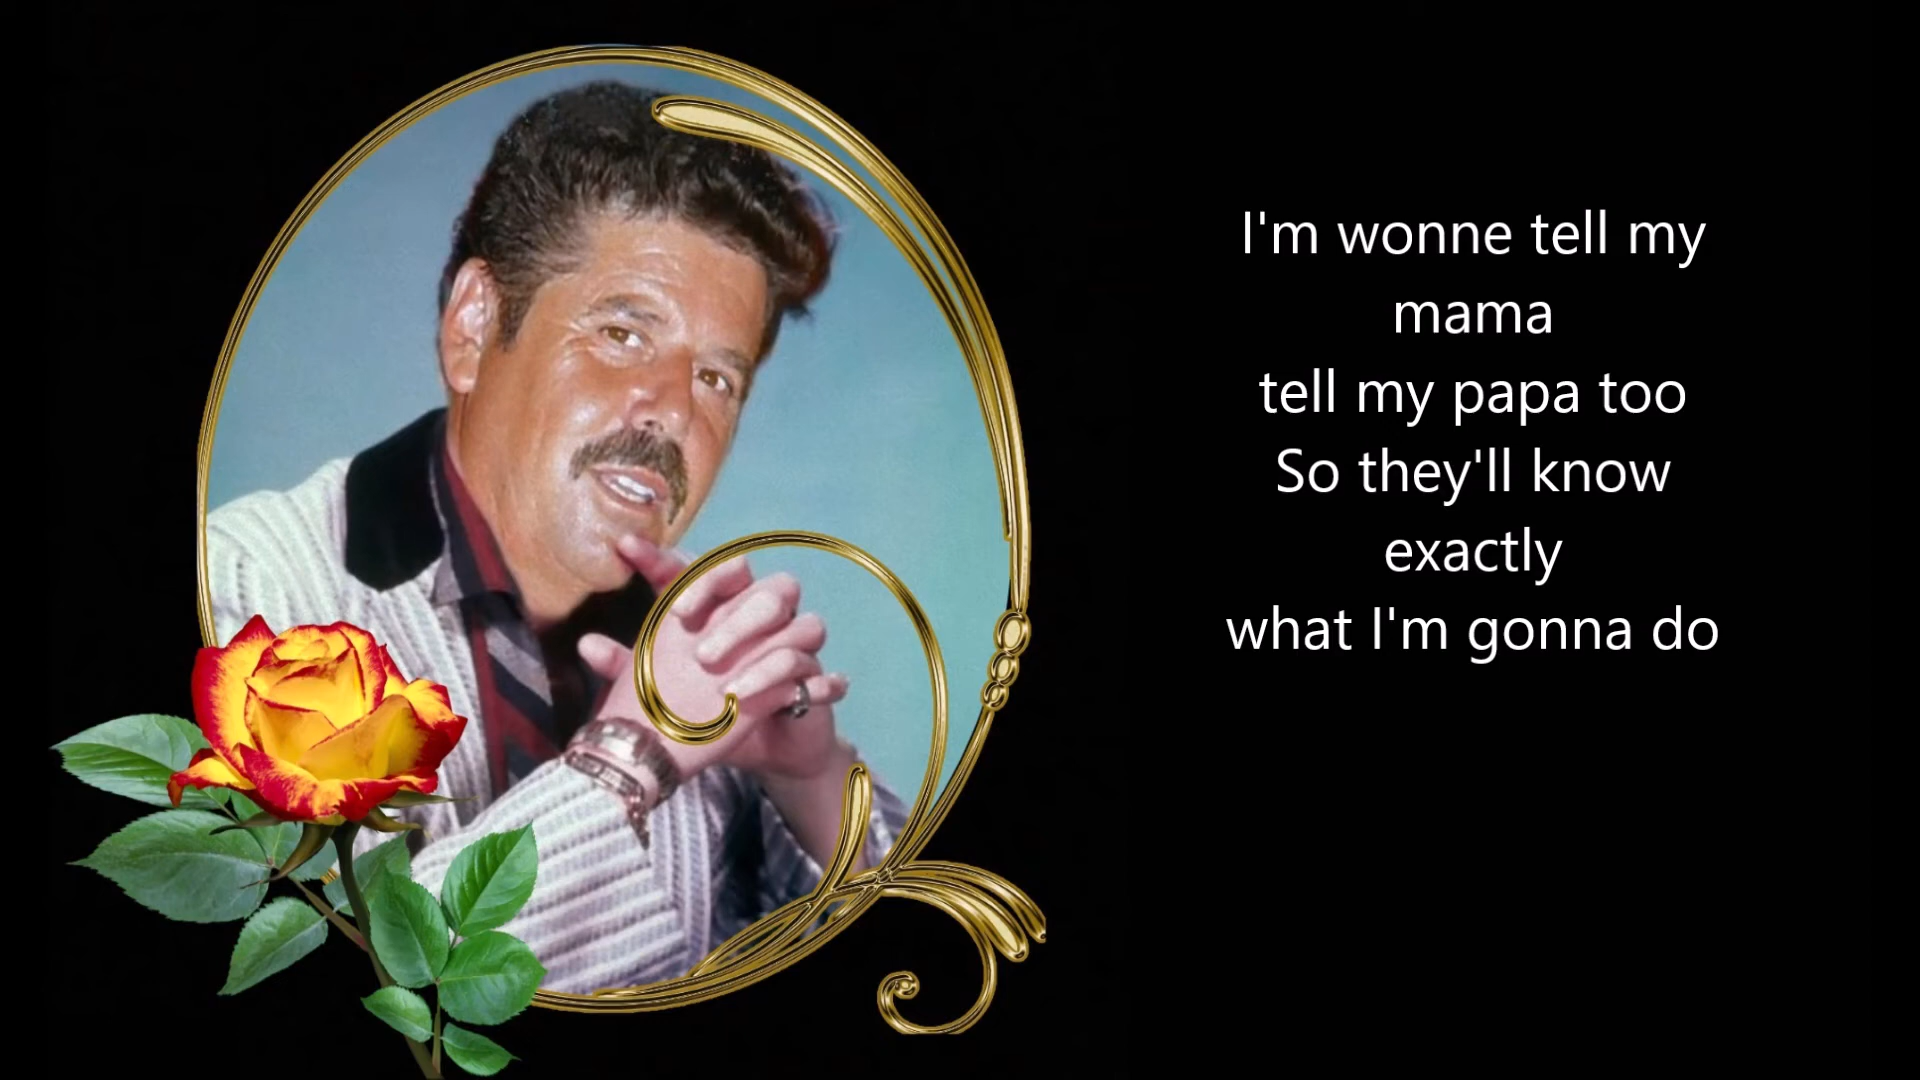 I'm wonne tell my
mama
tell my papa too
So they'll know
exactly
what I'm gonna do